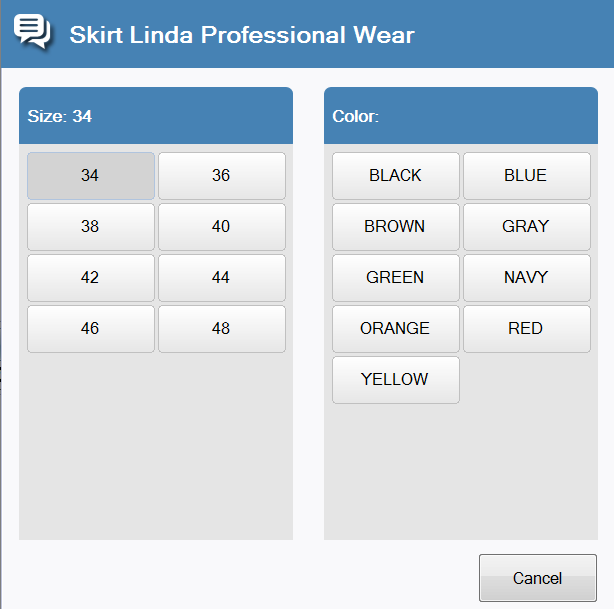 Skirt Linda Professional Wear
Size: 34
34 36
38 40
42 44
46 48
Color:
BLACK BLUE
BROWN GRAY
GREEN NAVY
ORANGE RED
YELLOW
Cancel